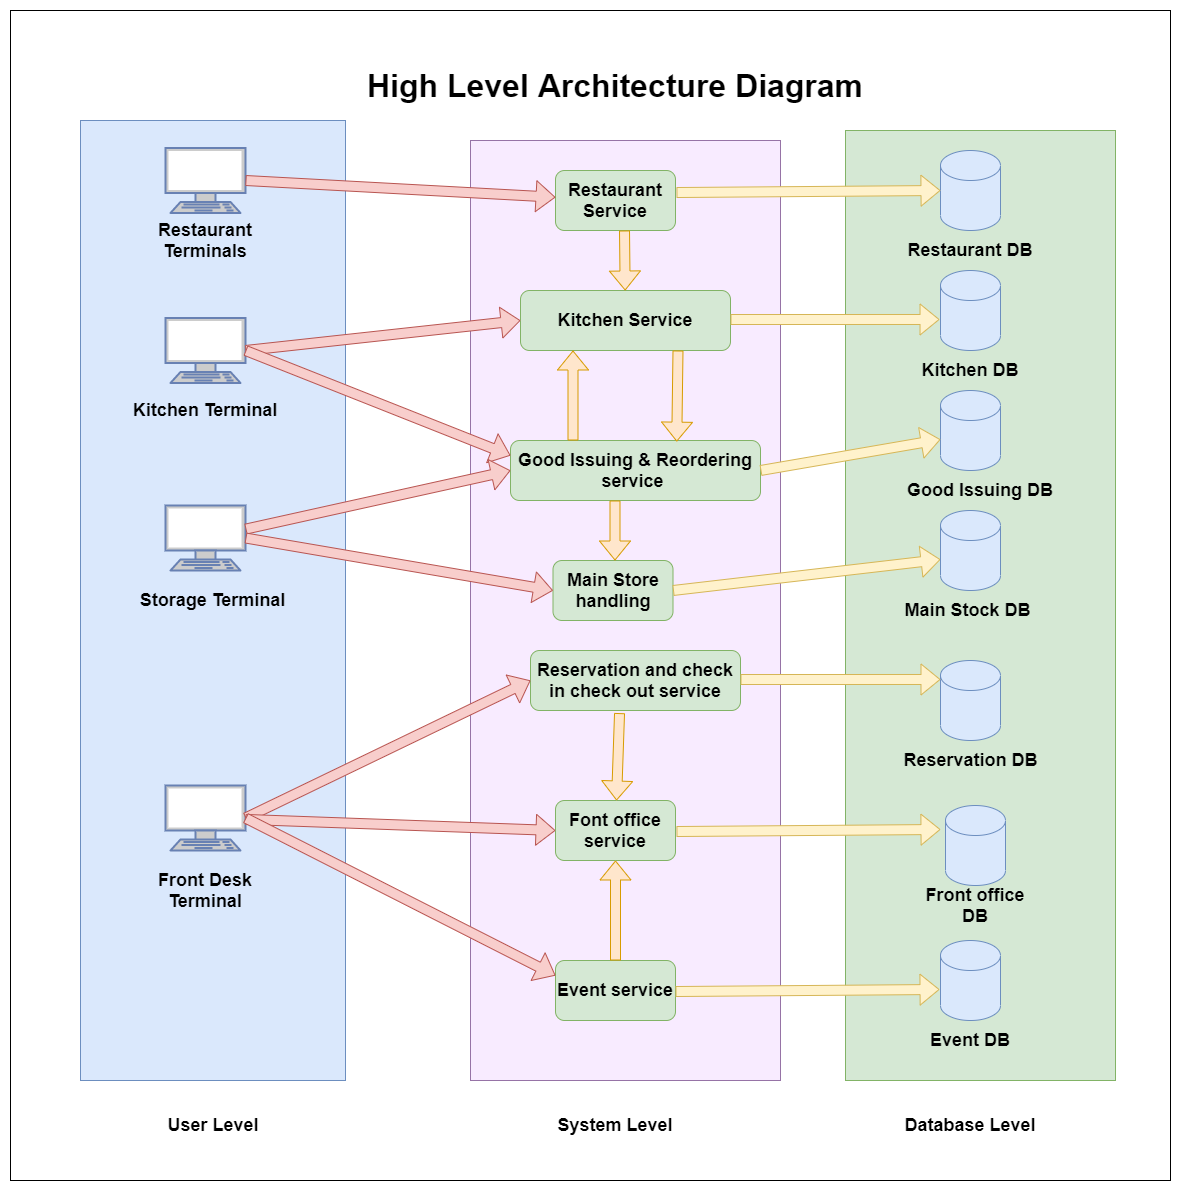 High Level Architecture Diagram
Restaurant
Terminals
Kitchen Terminal
Storage Terminal
Front Desk
Terminal
User Level
Restaurant
Service
Kitchen Service
Good Issuing & Reordering
service
Main Store
handling
Reservation and check
in check out service
Font office
service
Event service
System Level
Restaurant DB
Kitchen DB
Good Issuing DB
Main Stock DB
Reservation DB
Front office
DB
Event DB
Database Level